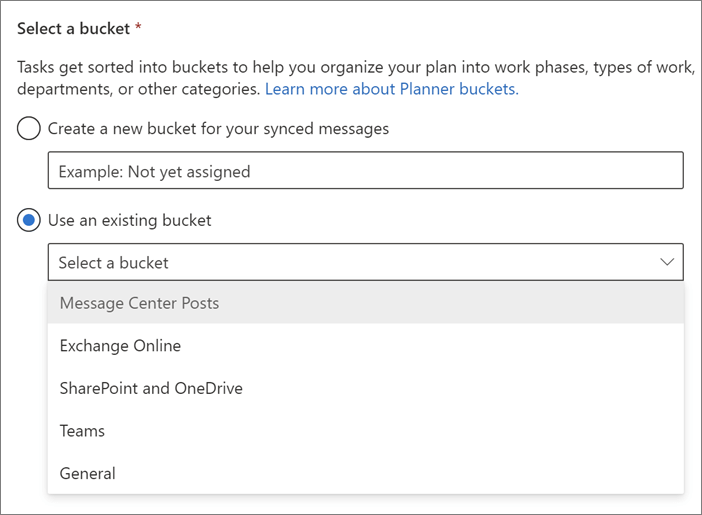 Select a bucket *
Tasks get sorted into buckets to help you organize your plan into work phases, types of work,
departments, or other categories. Learn more about Planner buckets.
Create a new bucket for your synced messages
Example: Not yet assigned
Use an existing bucket
Select a bucket
Message Center Posts
Exchange Online
SharePoint and OneDrive
Teams
General